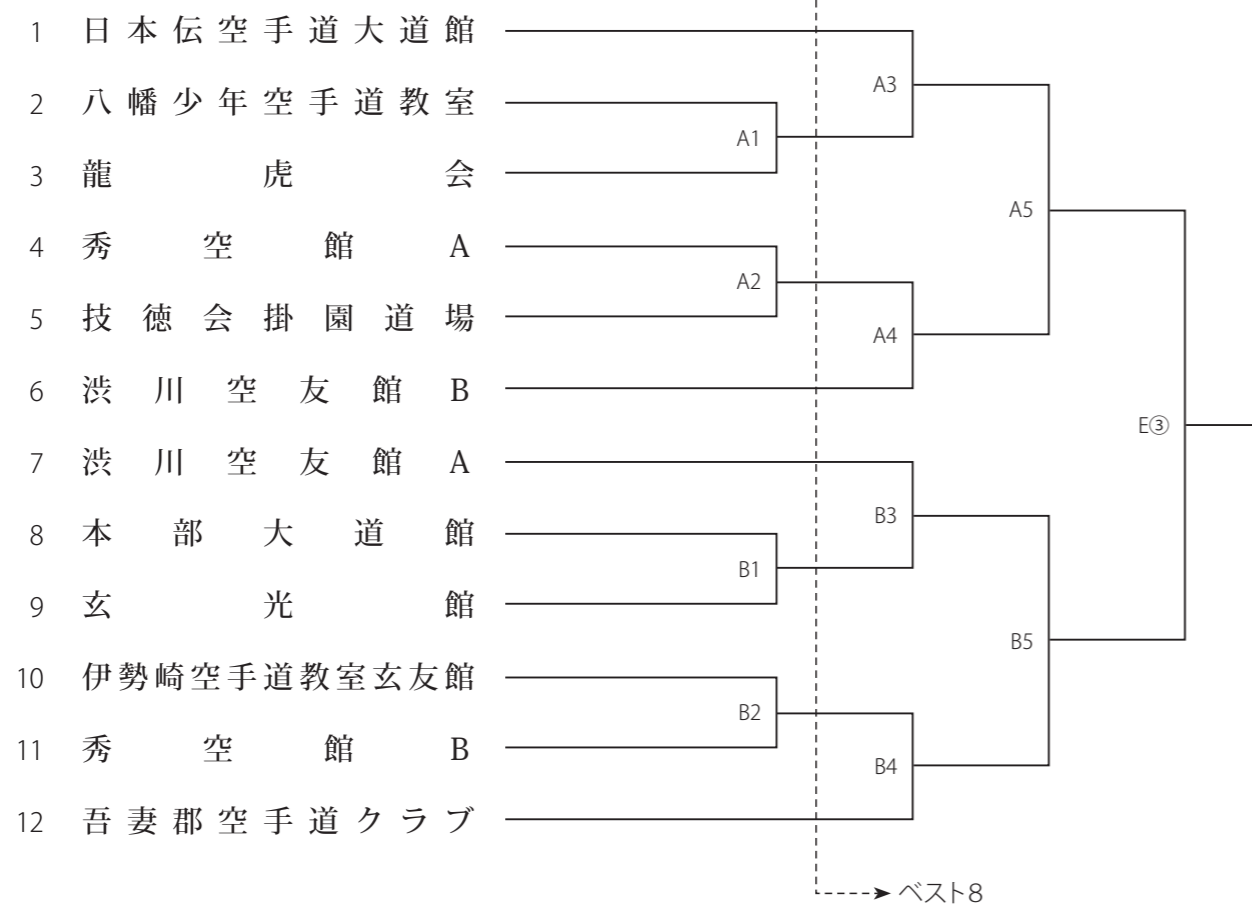 1 日本伝空手道大道館
2 八幡少年空手道教室
3 龍虎会
4 秀空館A
5 技徳会掛園道場
6 渋川空友館B
7 渋川空友館A
8 本部大道館
9 玄光館
10 伊勢崎空手道教室玄友館
11 秀空館B
12 吾妻郡空手道クラブ
A1
A2
B1
B2
A3
A4
B3
B4
A5
B5
E③
ベスト8